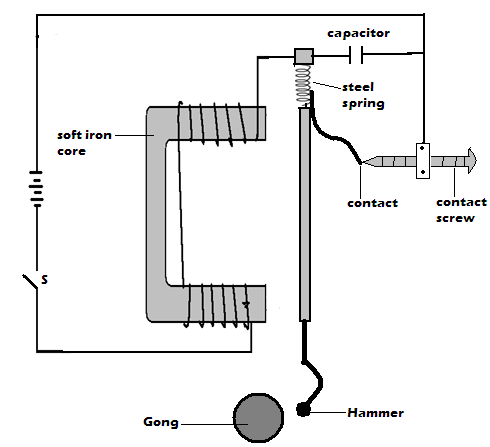 capacitor
steel
spring
soft iron
core
contact
contact
screw
S
Gong
Hammer